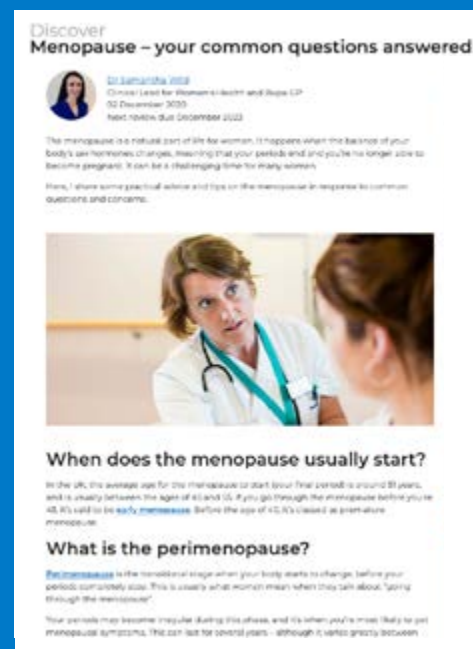 Discover
Menopause – your common questions answered
Dr Samantha Wild
Clinical Lead for Women's Health and Bupa GP
02 December 2020
Next review due December 2023
The menopause is a natural part of life for women. It happens when the balance of your
body's sex hormones changes, meaning that your periods end and you're no longer able to
become pregnant. It can be a challenging time for many women.
Here, I share some practical advice and tips on the menopause in response to common
questions and concerns.
When does the menopause usually start?
In the UK, the average age for the menopause to start (your final period) is around 51 years,
and is usually between the ages of 45 and 55. If you go through the menopause before you're
45, it's said to be early menopause. Before the age of 40, it's classed as premature
menopause.
What is the perimenopause?
Perimenopause is the transitional stage when your body starts to change, before your
periods completely stop. This is usually what women mean when they talk about "going
through the menopause".
Your periods may become irregular during this phase, and it's when you're most likely to get
menopausal symptoms. This can last for several years – although it varies greatly between